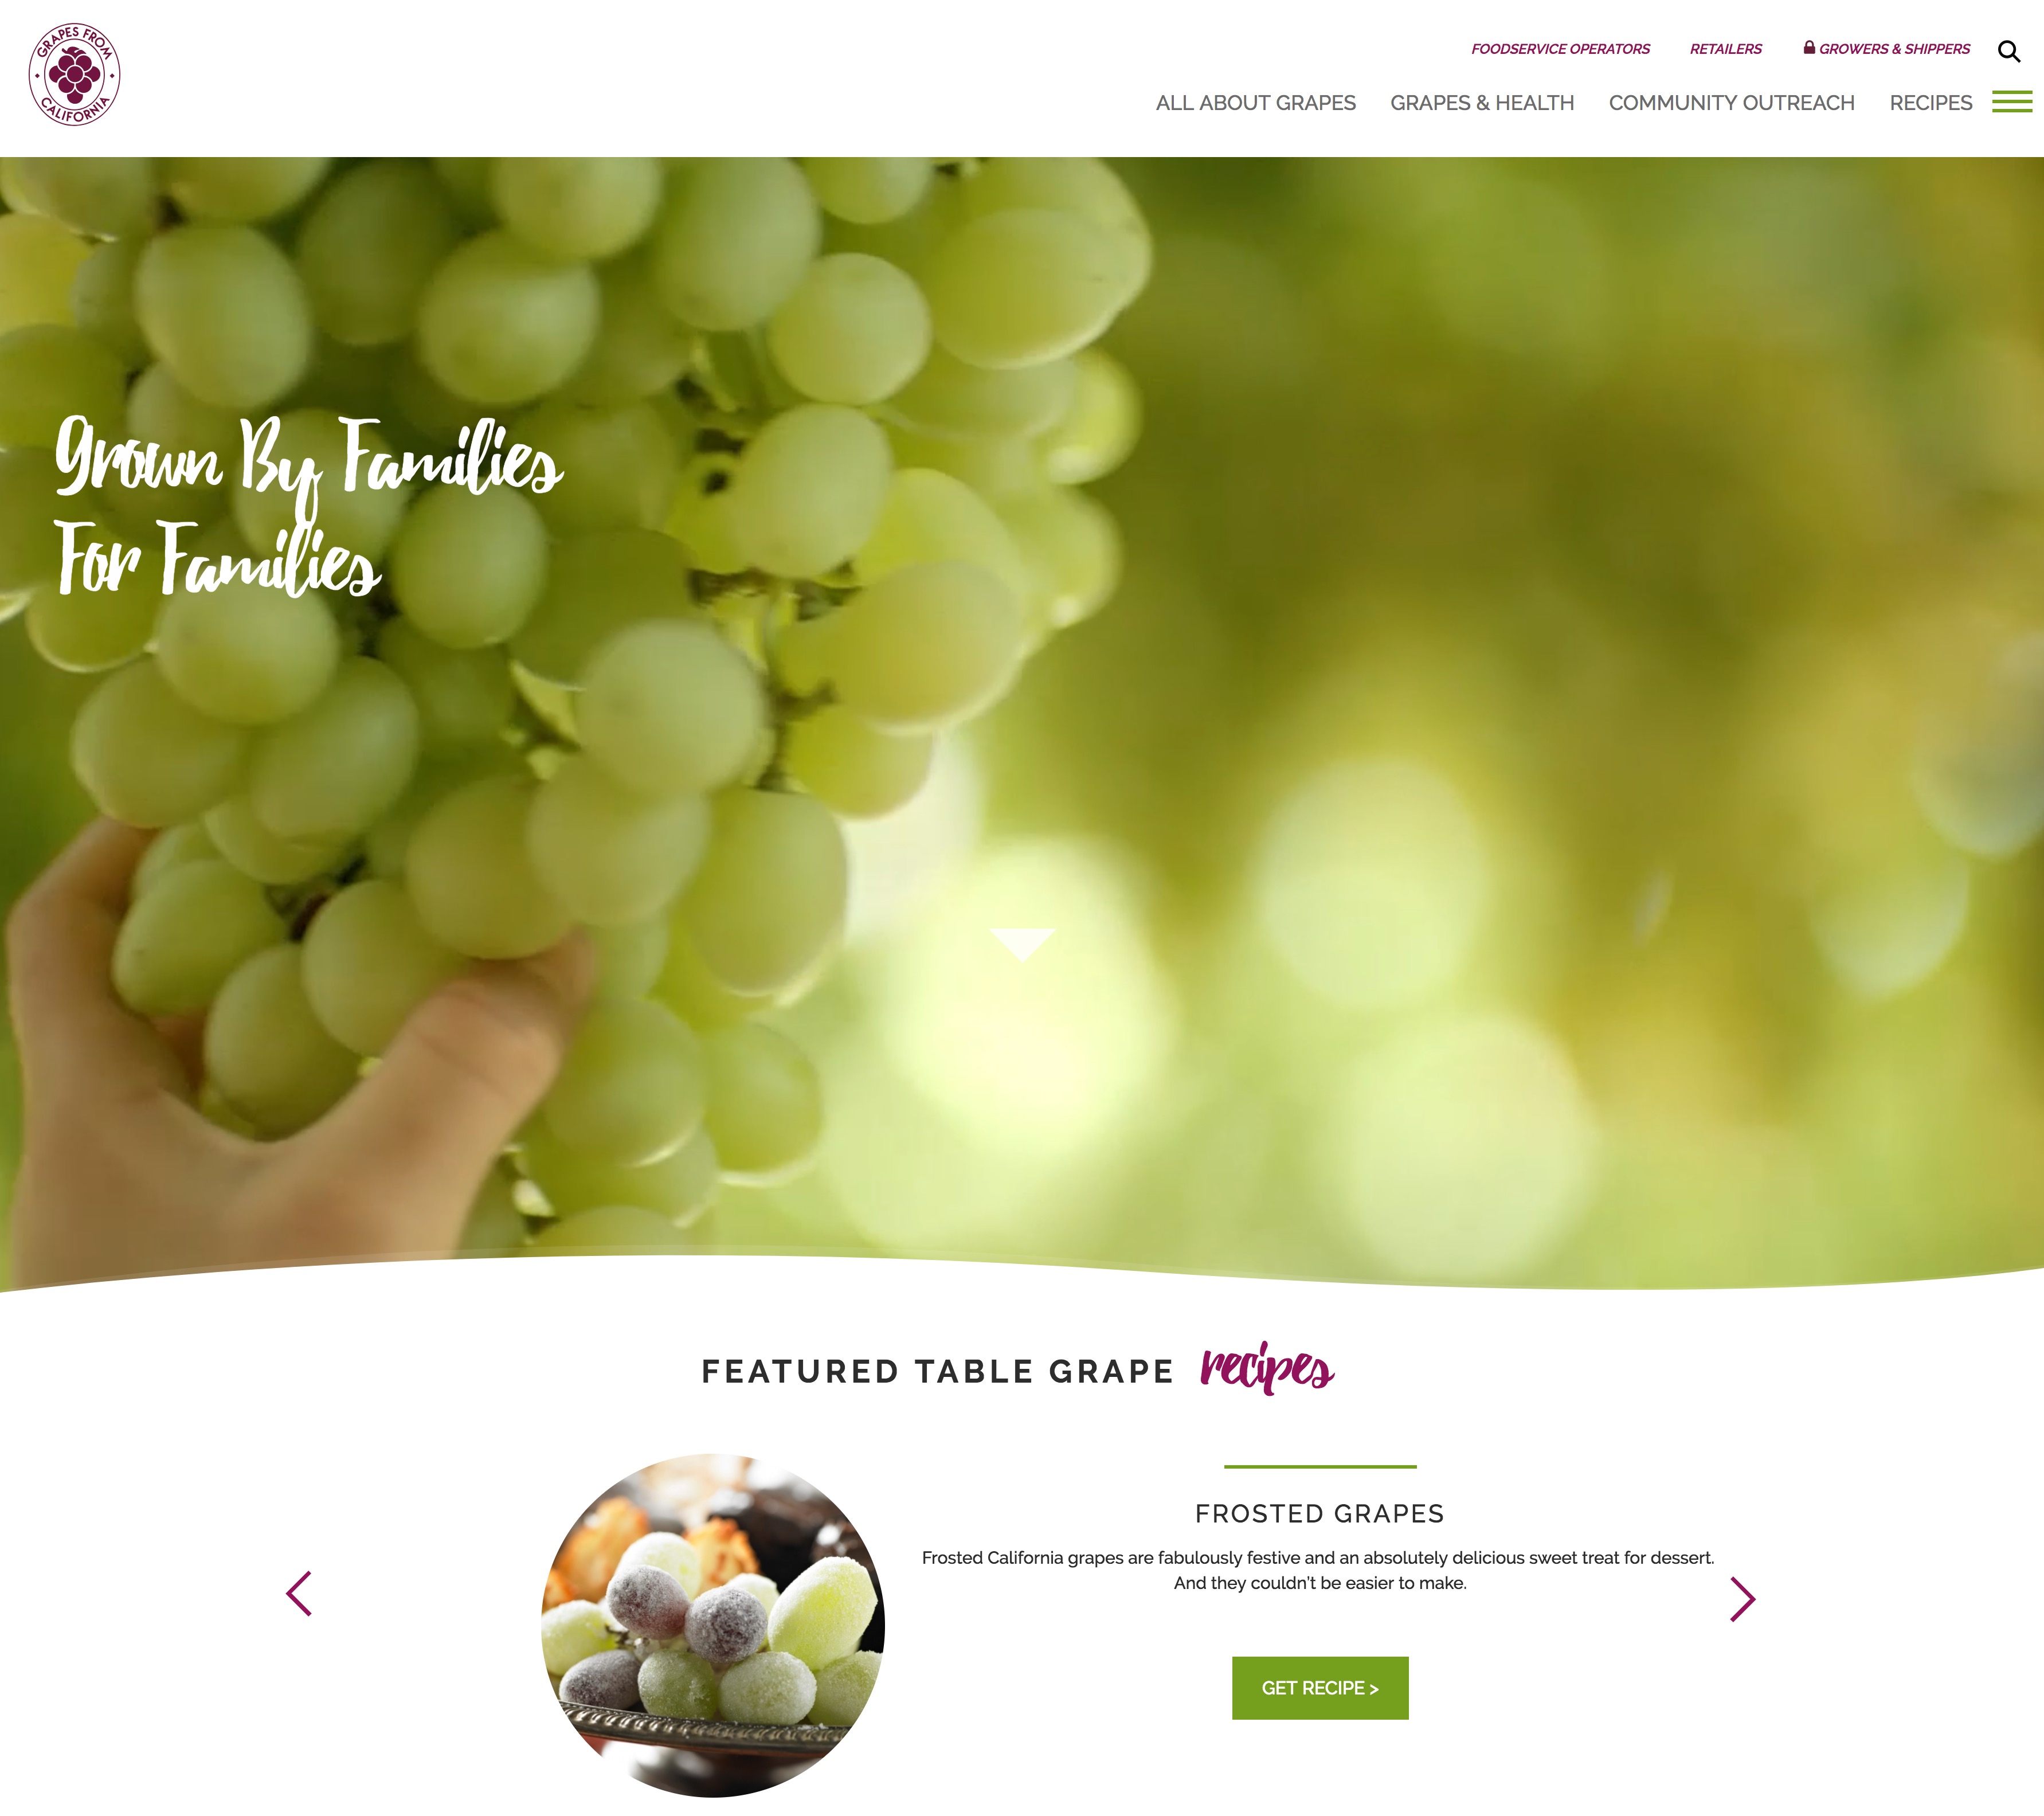 GRAPES FROM
CALIFORNIA
FOODSERVICE OPERATORS RETAILERS GROWERS & SHIPPERS
ALL ABOUT GRAPES GRAPES & HEALTH COMMUNITY OUTREACH RECIPES
Grown By Families
For Families
FEATURED TABLE GRAPE recipes
FROSTED GRAPES
Frosted California grapes are fabulously festive and an absolutely delicious sweet treat for dessert.
And they couldn't be easier to make.
GET RECIPE >